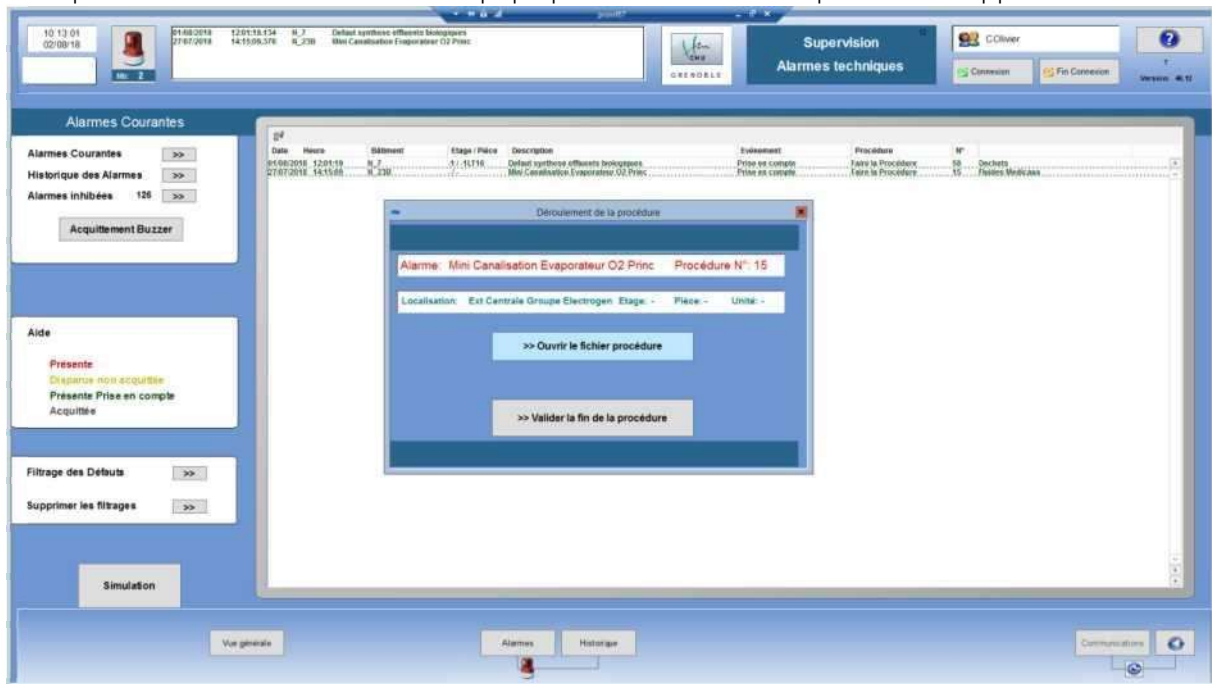 10:13:01
02/08/18
Nb: 2
01/08/2018 12:01:19.134 N_7 Defaut synthese effluents biologiques
27/07/2018 14:15:09.376 N_23B Mini Canalisation Evaporateur O2 Princ
CHU
GRENOBLE
Supervision
Alarmes techniques
COlivier
Connexion
Fin Connexion
?
Alarmes Courantes
Alarmes Courantes >>
Historique des Alarmes >>
Alarmes inhibées 126 >>
Acquittement Buzzer
Aide
Présente
Disparue non acquittée
Présente Prise en compte
Acquittée
Filtrage des Défauts >>
Supprimer les filtrages >>
Simulation
Date Heure Bâtiment Etage / Pièce Description Evénement Procédure N°
01/08/2018 12:01:19 N_7 Defaut synthese effluents biologiques Prise en compte Faire la Procédure 58 Dechets
27/07/2018 14:15:09 N_23B Mini Canalisation Evaporateur O2 Princ Prise en compte Faire la Procédure 15 Fluides Medicaux
Déroulement de la procédure
Alarme: Mini Canalisation Evaporateur O2 Princ Procédure N°: 15
Localisation: Ext Centrale Groupe Electrogen Etage: - Pièce: - Unité: -
>> Ouvrir le fichier procédure
>> Valider la fin de la procédure
Vue générale
Alarmes
Historique
Communications